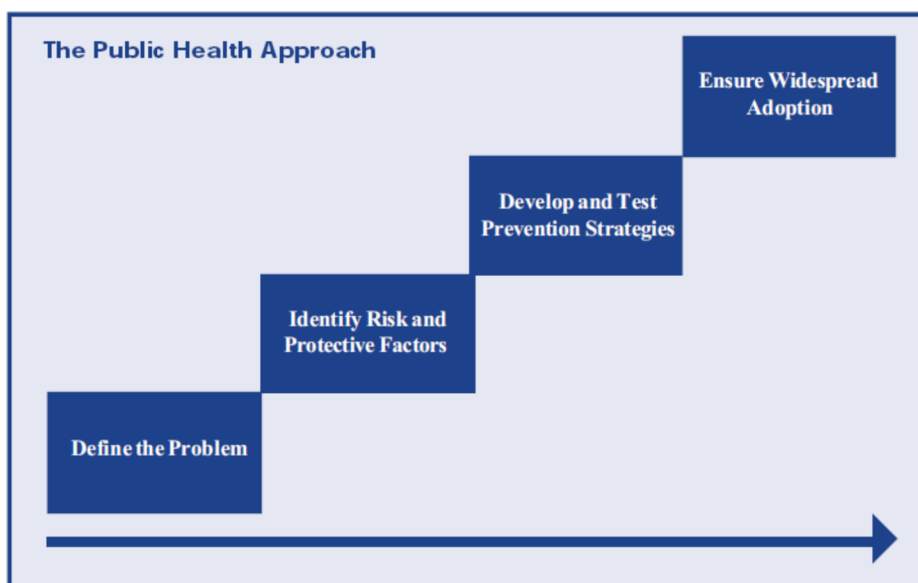 The Public Health Approach
Ensure Widespread
Adoption
Develop and Test
Prevention Strategies
Identify Risk and
Protective Factors
Define the Problem